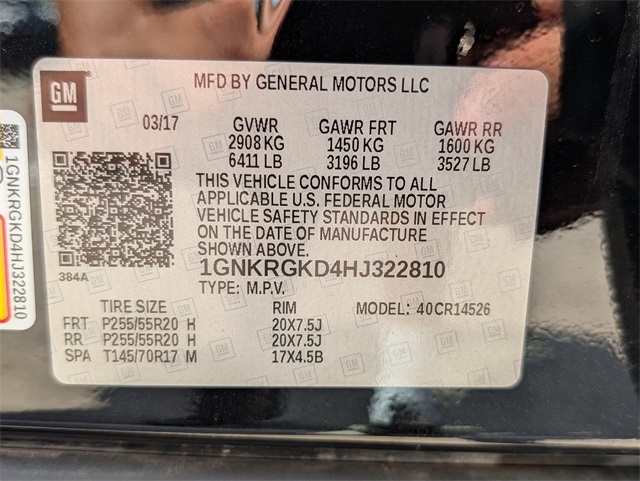 GM
MFD BY GENERAL MOTORS LLC
03/17 GVWR GAWR FRT GAWR RR
2908 KG 1450 KG 1600 KG
6411 LB 3196 LB 3527 LB
THIS VEHICLE CONFORMS TO ALL
APPLICABLE U.S. FEDERAL MOTOR
VEHICLE SAFETY STANDARDS IN EFFECT
ON THE DATE OF MANUFACTURE
SHOWN ABOVE.
384A
1GNKRGKD4HJ322810
TYPE: M.P.V.
TIRE SIZE RIM MODEL: 40CR14526
FRT P255/55R20 H 20X7.5J
RR P255/55R20 H 20X7.5J
SPA T145/70R17 M 17X4.5B
1GNKRGKD4HJ322810